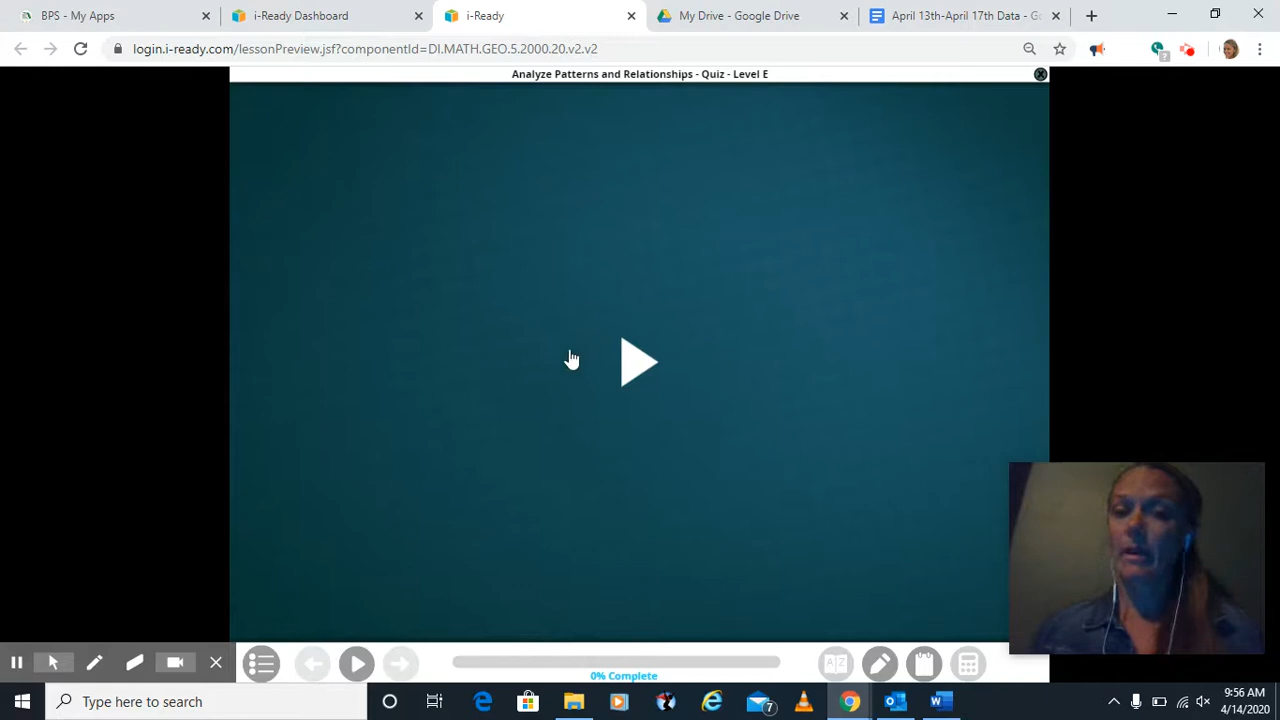 BPS - My Apps
i-Ready Dashboard
i-Ready
My Drive - Google Drive
April 13th-April 17th Data - Go
login.i-ready.com/lessonPreview.jsf?componentId=DI.MATH.GEO.5.2000.20.v2.v2
Analyze Patterns and Relationships - Quiz - Level E
A Z
0% Complete
Type here to search
7
9:56 AM
4/14/2020